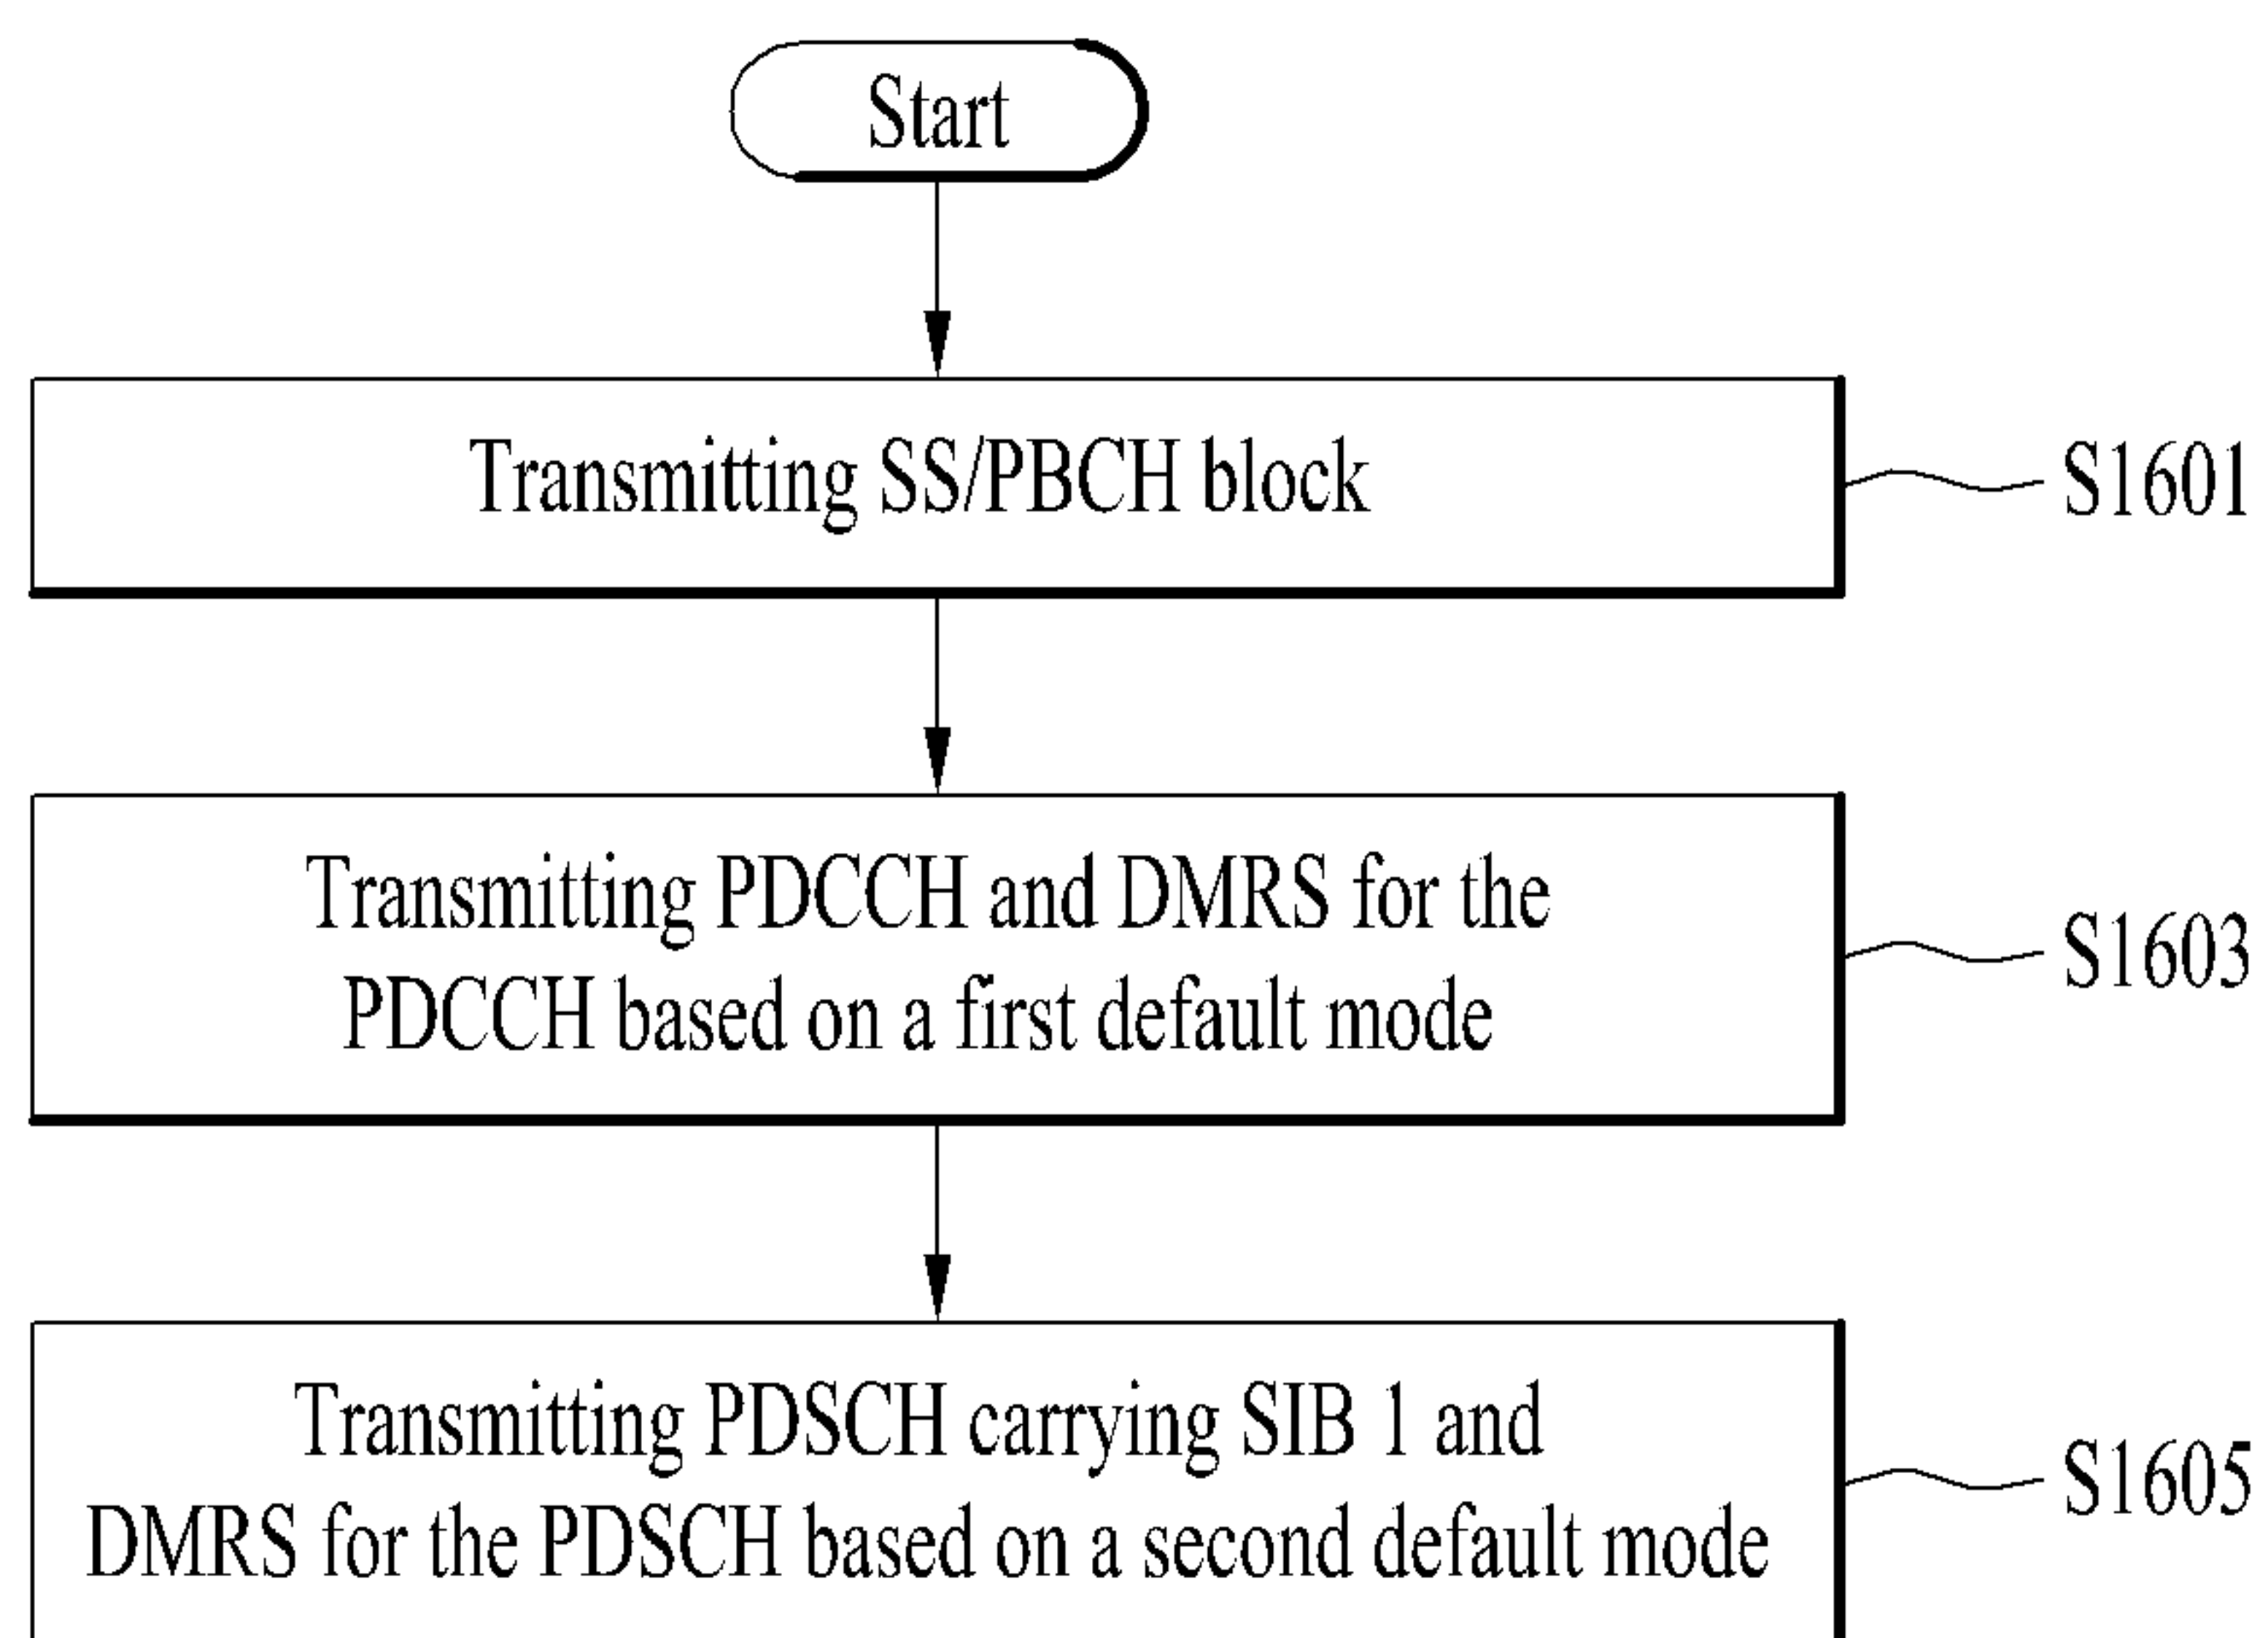 Start
Transmitting SS/PBCH block
S1601
Transmitting PDCCH and DMRS for the
PDCCH based on a first default mode
S1603
Transmitting PDSCH carrying SIB 1 and
DMRS for the PDSCH based on a second default mode
S1605